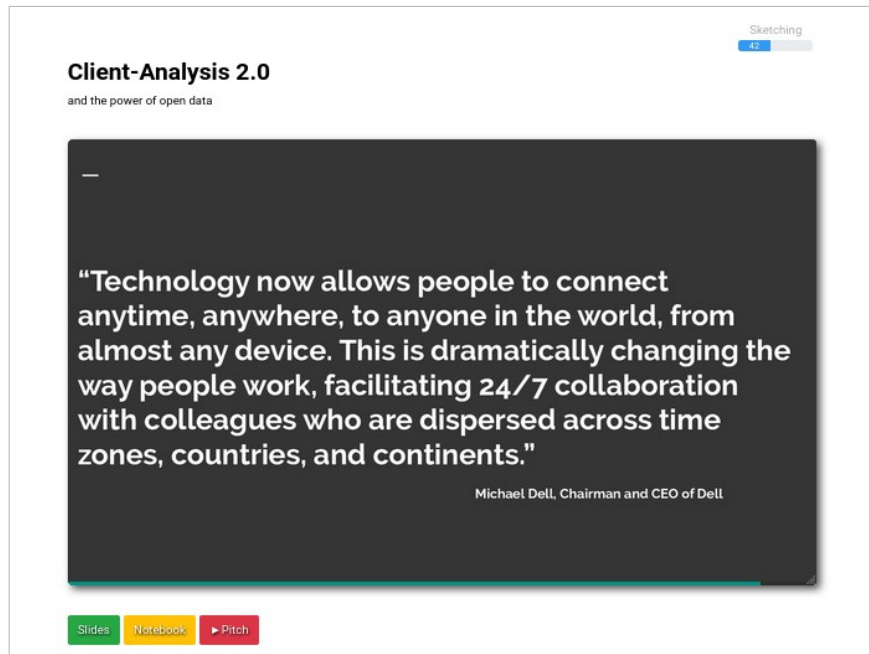 Sketching
42
Client-Analysis 2.0
and the power of open data
“Technology now allows people to connect
anytime, anywhere, to anyone in the world, from
almost any device. This is dramatically changing the
way people work, facilitating 24/7 collaboration
with colleagues who are dispersed across time
zones, countries, and continents.”
Michael Dell, Chairman and CEO of Dell
Slides Notebook ►Pitch